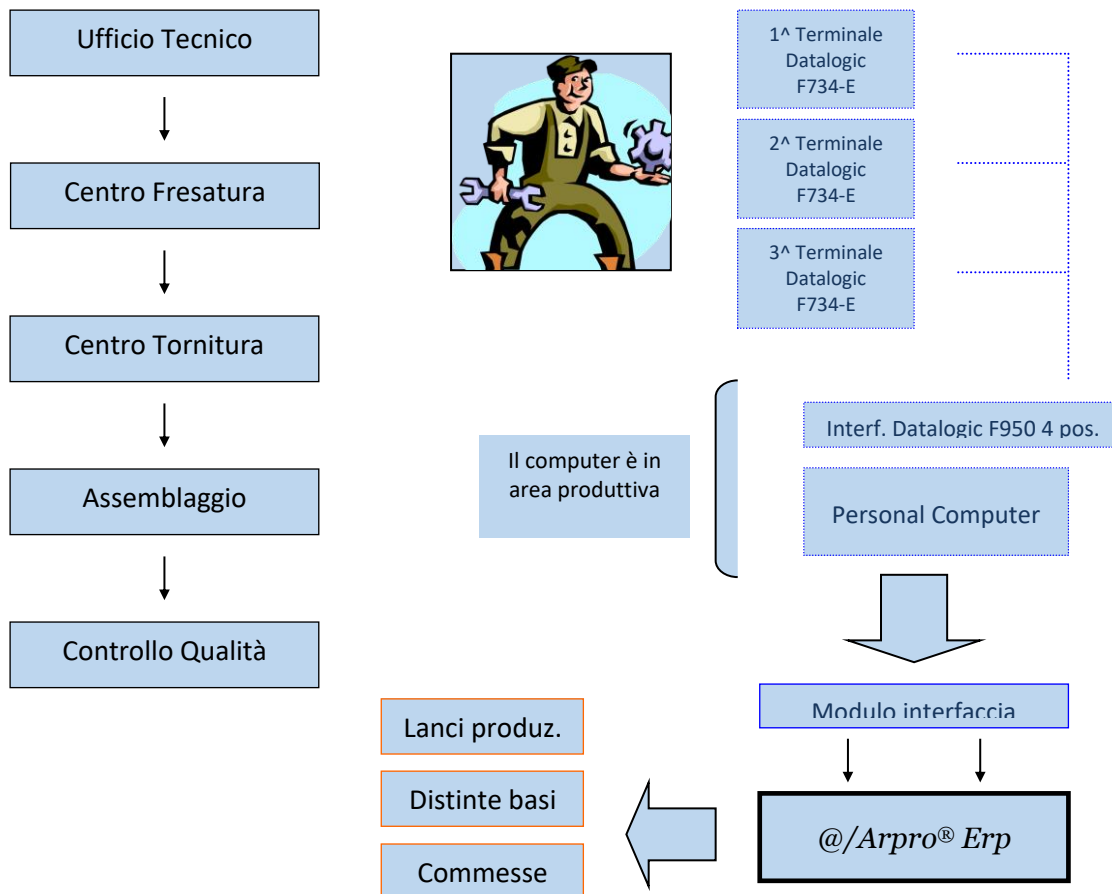 Ufficio Tecnico
Centro Fresatura
Centro Tornitura
Assemblaggio
Controllo Qualità
1^ Terminale
Datalogic
F734-E
2^ Terminale
Datalogic
F734-E
3^ Terminale
Datalogic
F734-E
Il computer è in
area produttiva
Interf. Datalogic F950 4 pos.
Personal Computer
Modulo interfaccia
@/Arpro® Erp
Lanci produz.
Distinte basi
Commesse